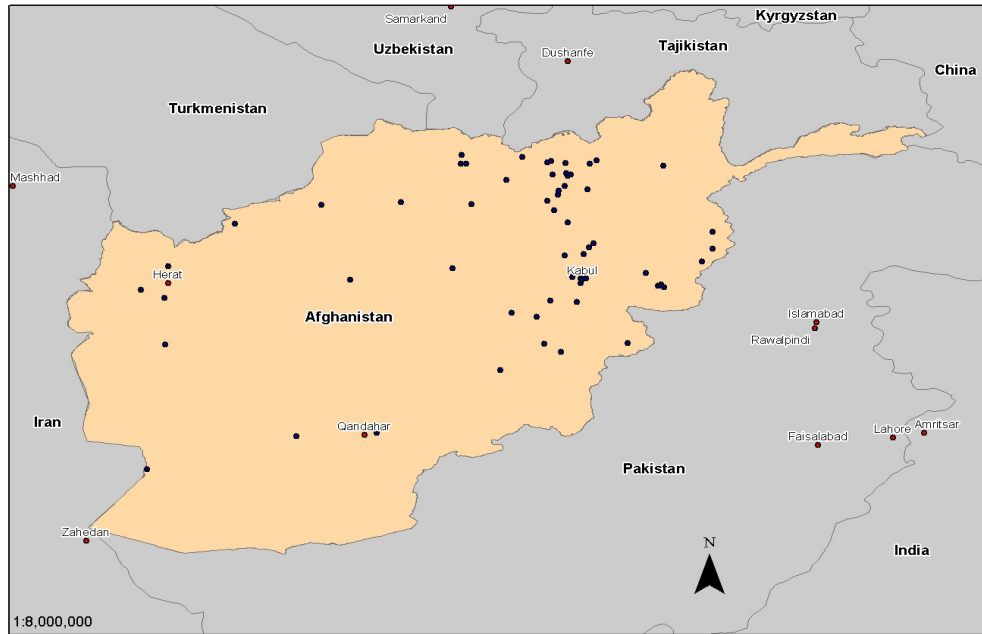 Kyrgyzstan
Samarkand
Uzbekistan
Tajikistan
Dushanfe
China
Turkmenistan
Mashhad
Herat
Kabul
Afghanistan
Islamabad
Rawalpindi
Iran
Qandahar
Amritsar
Lahore
Faisalabad
Pakistan
Zahedan
N
India
1:8,000,000